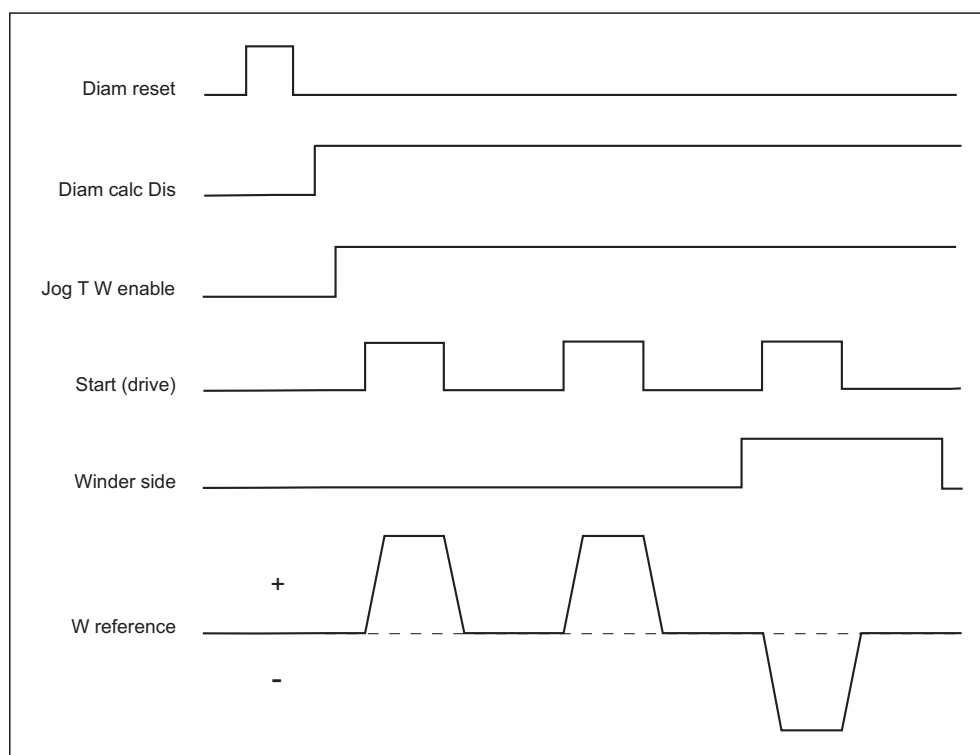 Diam reset
Diam calc Dis
Jog T W enable
Start (drive)
Winder side
+
W reference
-